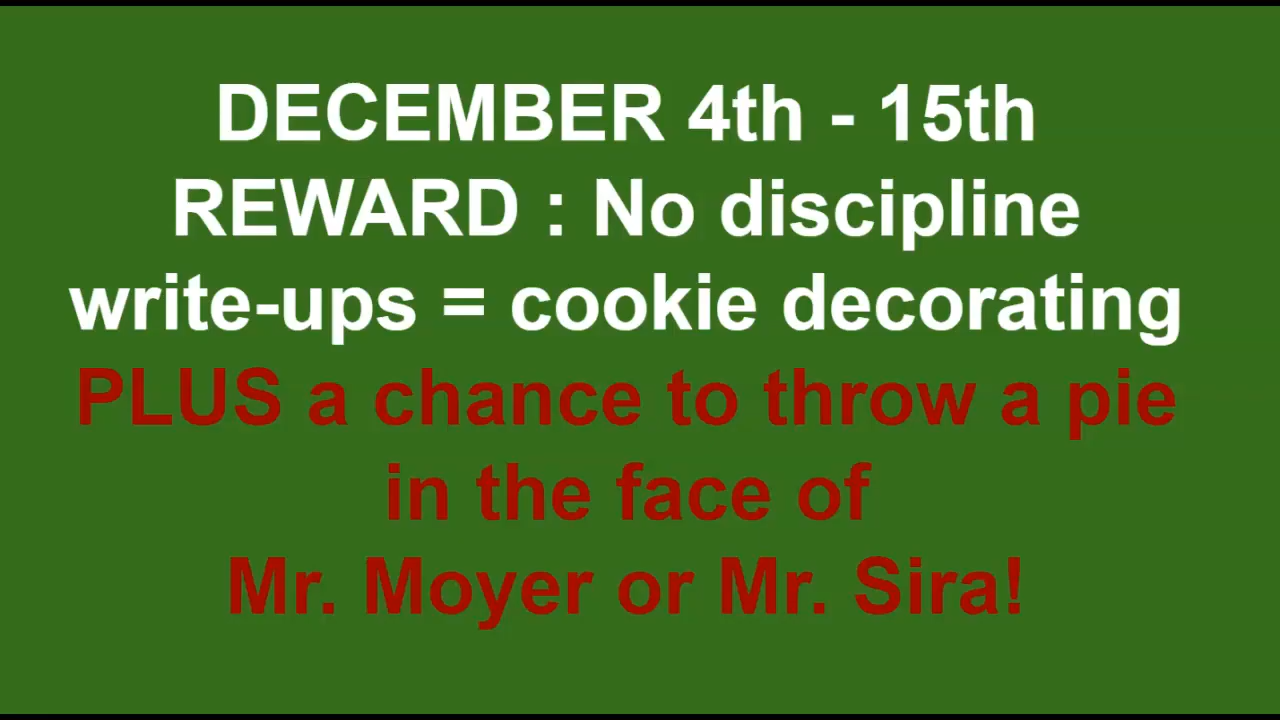 DECEMBER 4th - 15th
REWARD : No discipline
write-ups = cookie decorating
PLUS a chance to throw a pie
in the face of
Mr. Moyer or Mr. Sira!